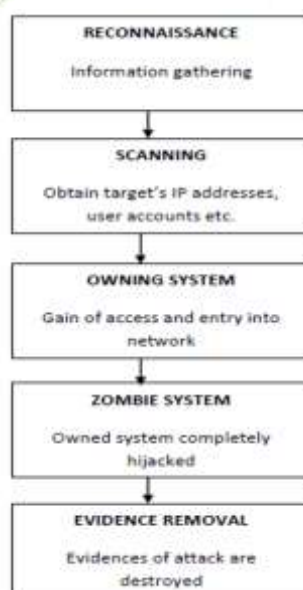 RECONNAISSANCE
Information gathering
SCANNING
Obtain target's IP addresses,
user accounts etc.
OWNING SYSTEM
Gain of access and entry into
network
ZOMBIE SYSTEM
Owned system completely
hijacked
EVIDENCE REMOVAL
Evidences of attack are
destroyed